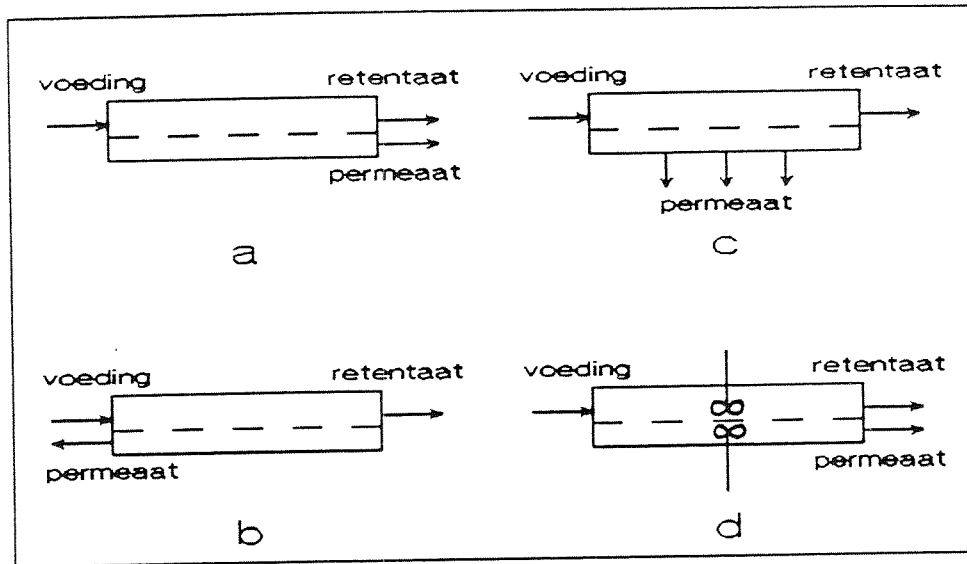 voeding retentaat
permeaat
a
voeding retentaat
permeaat
c
voeding retentaat
permeaat
b
voeding retentaat
permeaat
d